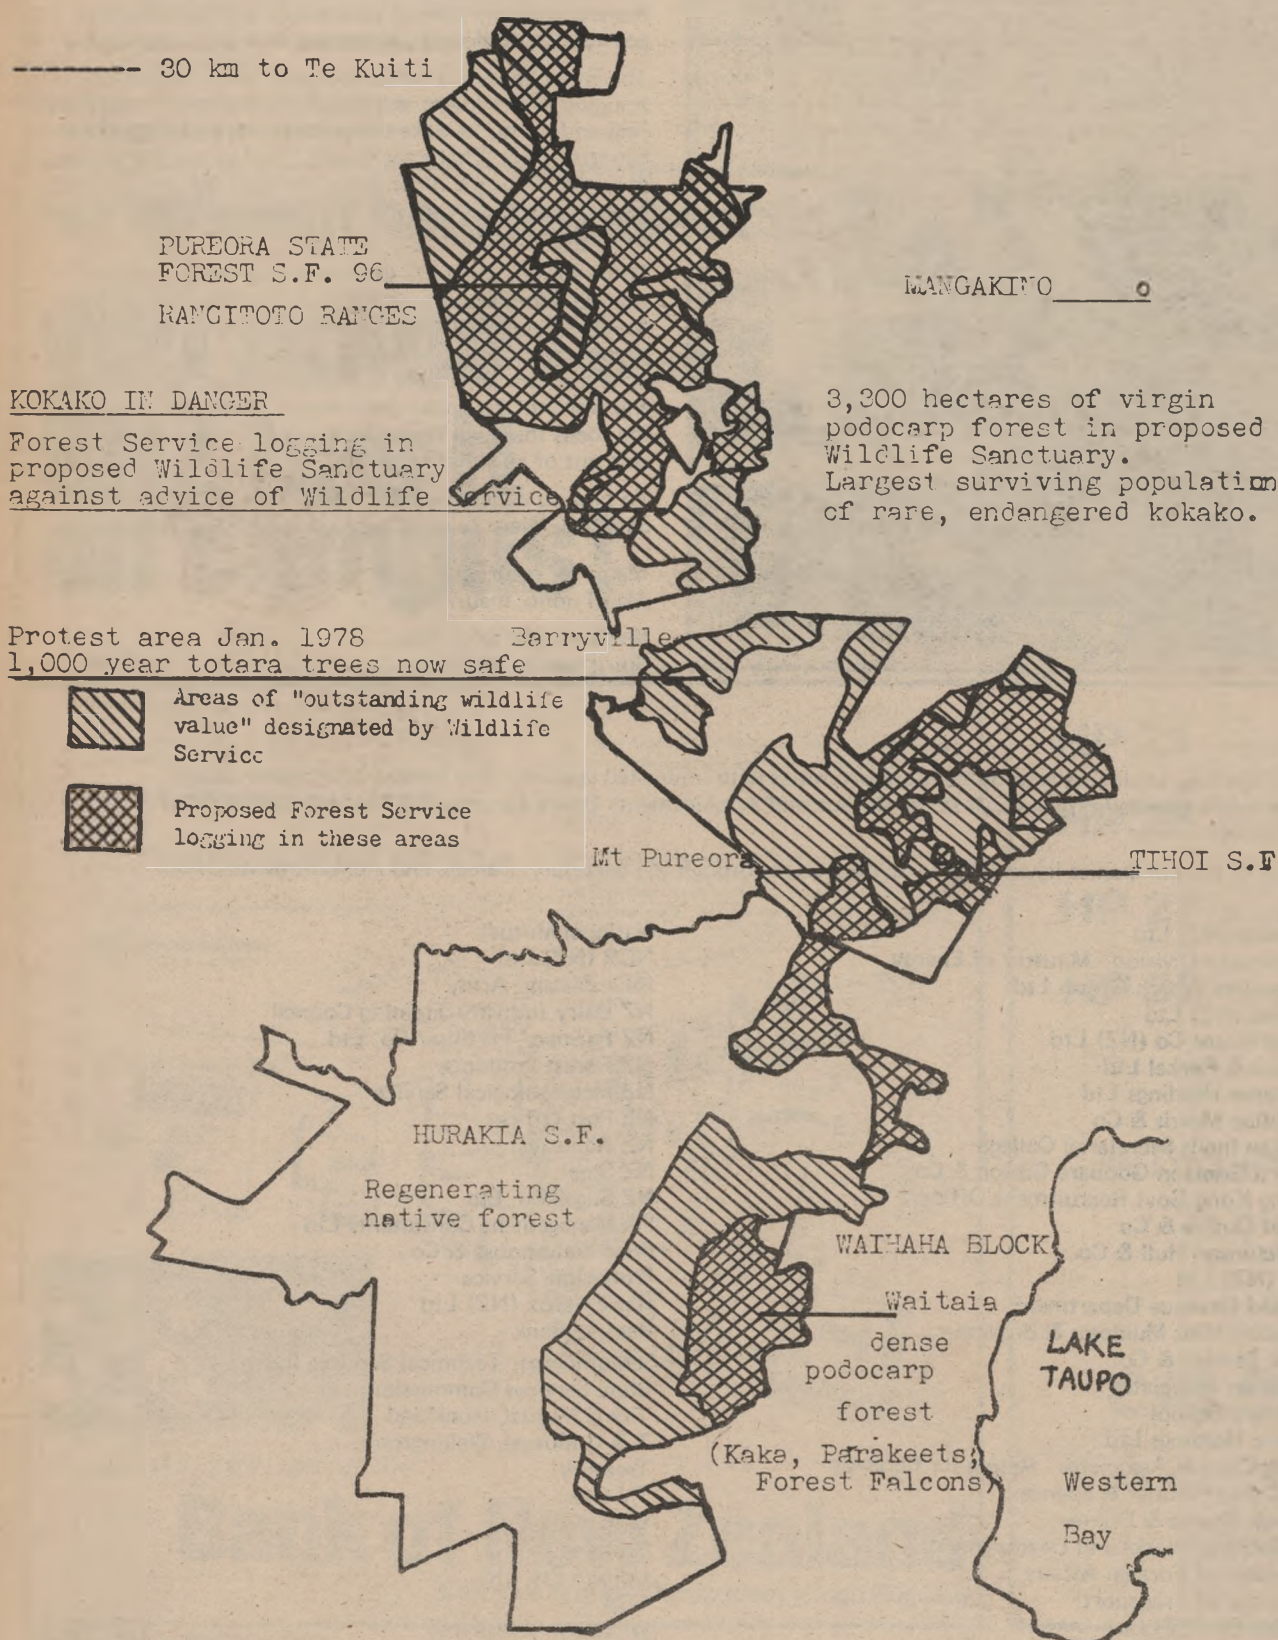 30 km to Te Kuiti
PUREORA STATE
FOREST S.F. 96
RANGITOTO RANGES
MANGAKINO
KOKAKO IN DANGER
Forest Service logging in
proposed Wildlife Sanctuary
against advice of Wildlife Service
3,300 hectares of virgin
podocarp forest in proposed
Wildlife Sanctuary.
Largest surviving population
of rare, endangered kokako.
Protest area Jan. 1978
Barryville
1,000 year totara trees now safe
Areas of "outstanding wildlife
value" designated by Wildlife
Service
Proposed Forest Service
logging in these areas
Mt Pureora
TIHOI S.F
HURAKIA S.F.
Regenerating
native forest
WAIHAHA BLOCK
Waitaia
dense
podocarp
forest
(Kaka, Parakeets;
Forest Falcons)
LAKE
TAUPO
Western
Bay